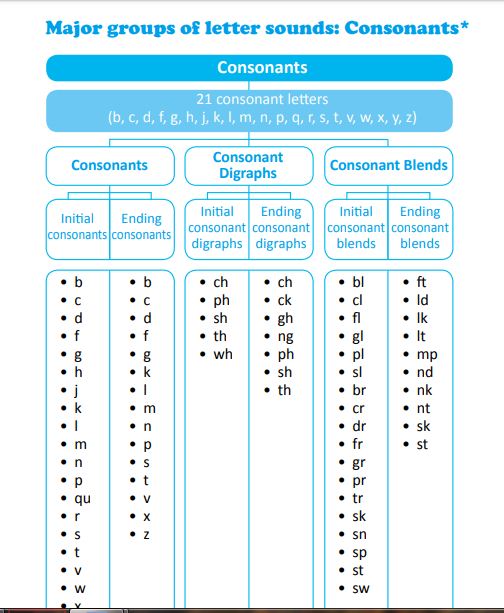 Major groups of letter sounds: Consonants*
Consonants
21 consonant letters
(b, c, d, f, g, h, j, k, l, m, n, p, q, r, s, t, v, w, x, y, z)
Consonants
Initial
consonants
• b
• c
• d
• f
• g
• h
• j
• k
• l
• m
• n
• p
• qu
• r
• s
• t
• v
• w
Ending
consonants
• b
• c
• d
• f
• g
• k
• l
• m
• n
• p
• s
• t
• v
• x
• z
Consonant
Digraphs
Initial
consonant
digraphs
• ch
• ph
• sh
• th
• wh
Ending
consonant
digraphs
• ch
• ck
• gh
• ng
• ph
• sh
• th
Consonant Blends
Initial
consonant
blends
• bl
• cl
• fl
• gl
• pl
• sl
• br
• cr
• dr
• fr
• gr
• pr
• tr
• sk
• sn
• sp
• st
• sw
Ending
consonant
blends
• ft
• ld
• lk
• lt
• mp
• nd
• nk
• nt
• sk
• st